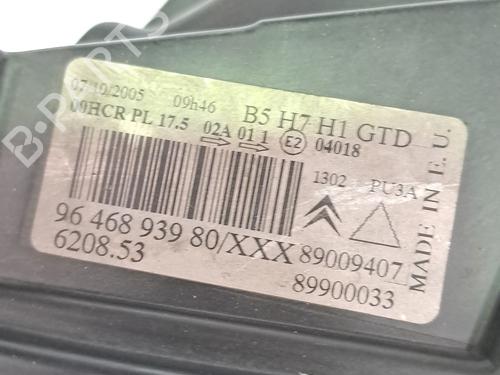 07/10/2005 09h46 B5 H7 H1 GTD
00HCR PL 17.5 02A 01 1 E2 04018
1302 PU3A
96 468 939 80/XXX 89009407
6208.53 89900033
MADE IN E. U.
B-Parts